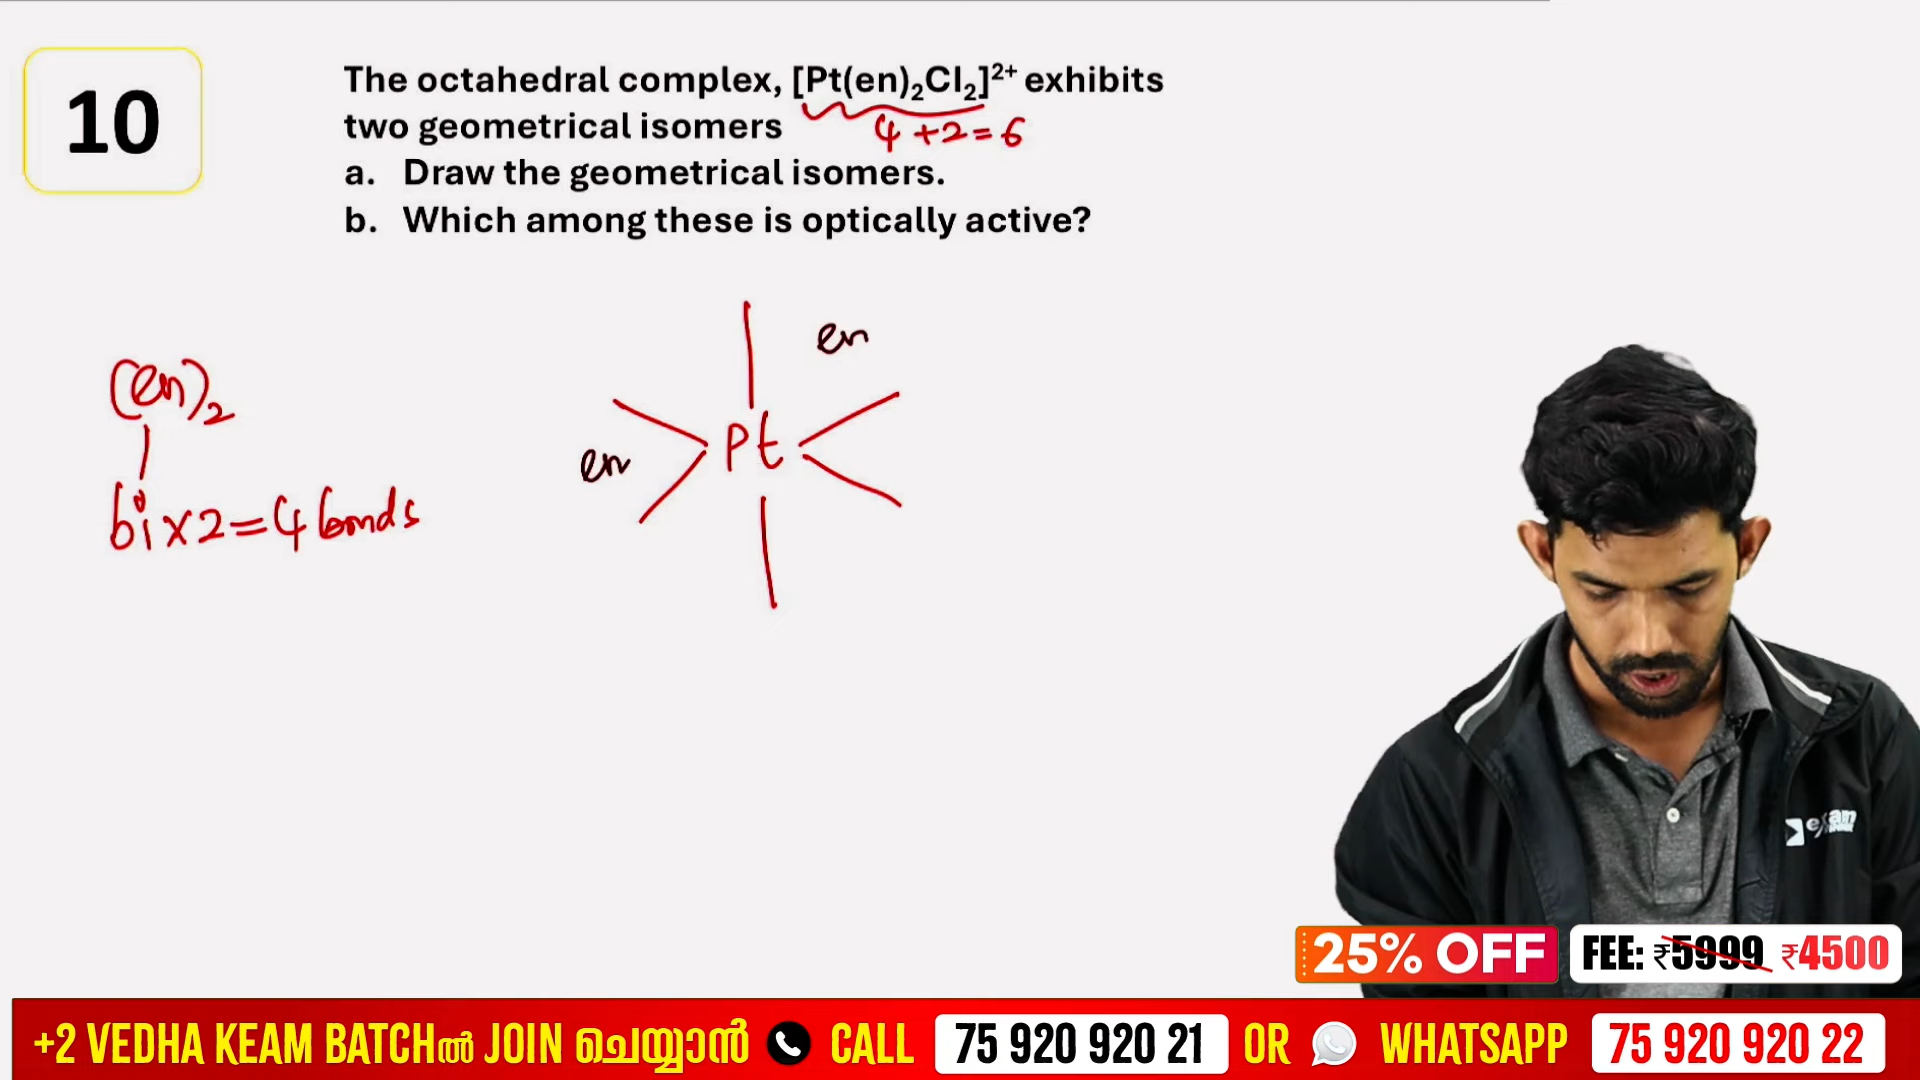 10
The octahedral complex, [Pt(en)₂Cl₂]²⁺ exhibits
two geometrical isomers
4+2=6
a. Draw the geometrical isomers.
b. Which among these is optically active?
(en)₂
bi×2=4 bonds
en
en
Pt
exam
25% OFF
FEE: ₹5999 ₹4500
+2 VEDHA KEAM BATCHൽ JOIN ചെയ്യാൻ CALL 75 920 920 21 OR WHATSAPP 75 920 920 22